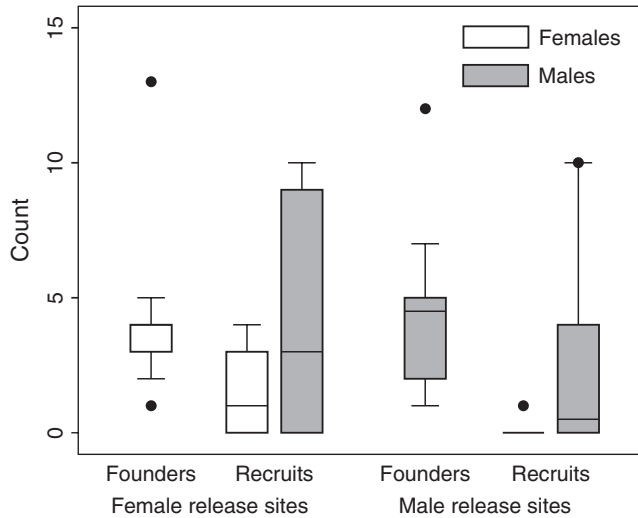 15
10
5
0
Count
Females
Males
Founders Recruits Founders Recruits
Female release sites Male release sites